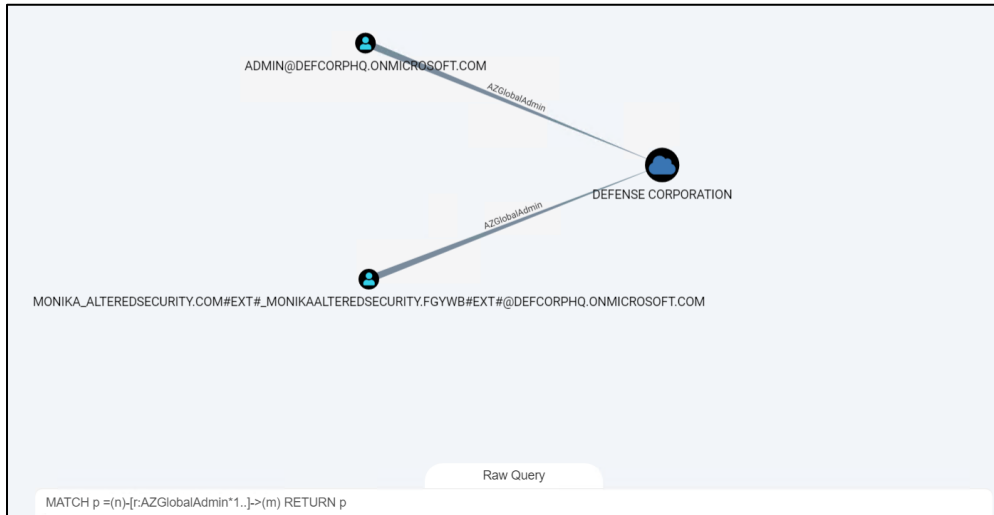 ADMIN@DEFCORPHQ.ONMICROSOFT.COM
AZGlobalAdmin
DEFENSE CORPORATION
AZGlobalAdmin
MONIKA_ALTEREDSECURITY.COM#EXT#_MONIKAALTEREDSECURITY.FGYWB#EXT#@DEFCORPHQ.ONMICROSOFT.COM
Raw Query
MATCH p =(n)-[r:AZGlobalAdmin*1..]->(m) RETURN p